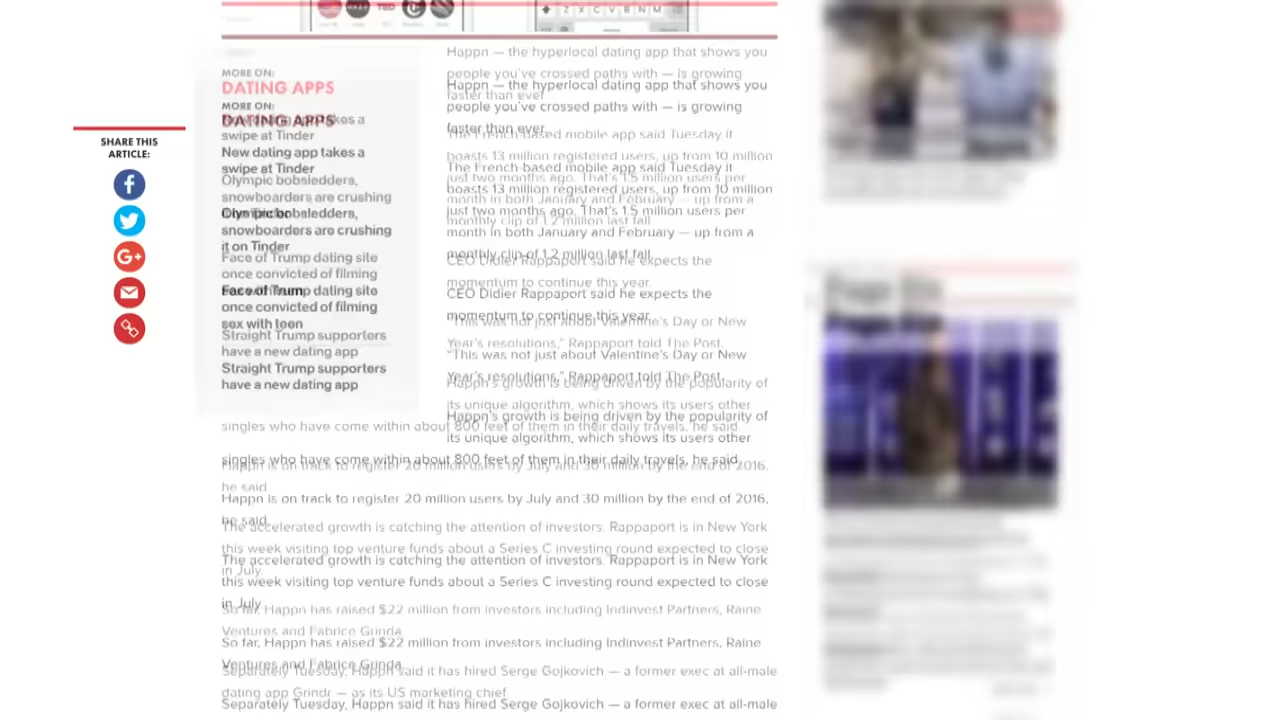 TED
Z X C V B N M
SHARE THIS
ARTICLE:
MORE ON:
DATING APPS
New dating app takes a
swipe at Tinder
Olympic bobsledders,
snowboarders are crushing
it on Tinder
Face of Trump dating site
once convicted of filming
sex with teen
Straight Trump supporters
have a new dating app
Happn — the hyperlocal dating app that shows you
people you've crossed paths with — is growing
faster than ever.
The French-based mobile app said Tuesday it
boasts 13 million registered users, up from 10 million
just two months ago. That's 1.5 million users per
month in both January and February — up from a
monthly clip of 1.2 million last fall.
CEO Didier Rappaport said he expects the
momentum to continue this year.
"This was not just about Valentine's Day or New
Year's resolutions," Rappaport told The Post.
Happn's growth is being driven by the popularity of
its unique algorithm, which shows its users other
singles who have come within about 800 feet of them in their daily travels, he said.
Happn is on track to register 20 million users by July and 30 million by the end of 2016,
he said.
The accelerated growth is catching the attention of investors. Rappaport is in New York
this week visiting top venture funds about a Series C investing round expected to close
in July.
So far, Happn has raised $22 million from investors including Indinvest Partners, Raine
Ventures and Fabrice Grinda.
Separately Tuesday, Happn said it has hired Serge Gojkovich — a former exec at all-male
dating app Grindr — as its US marketing chief